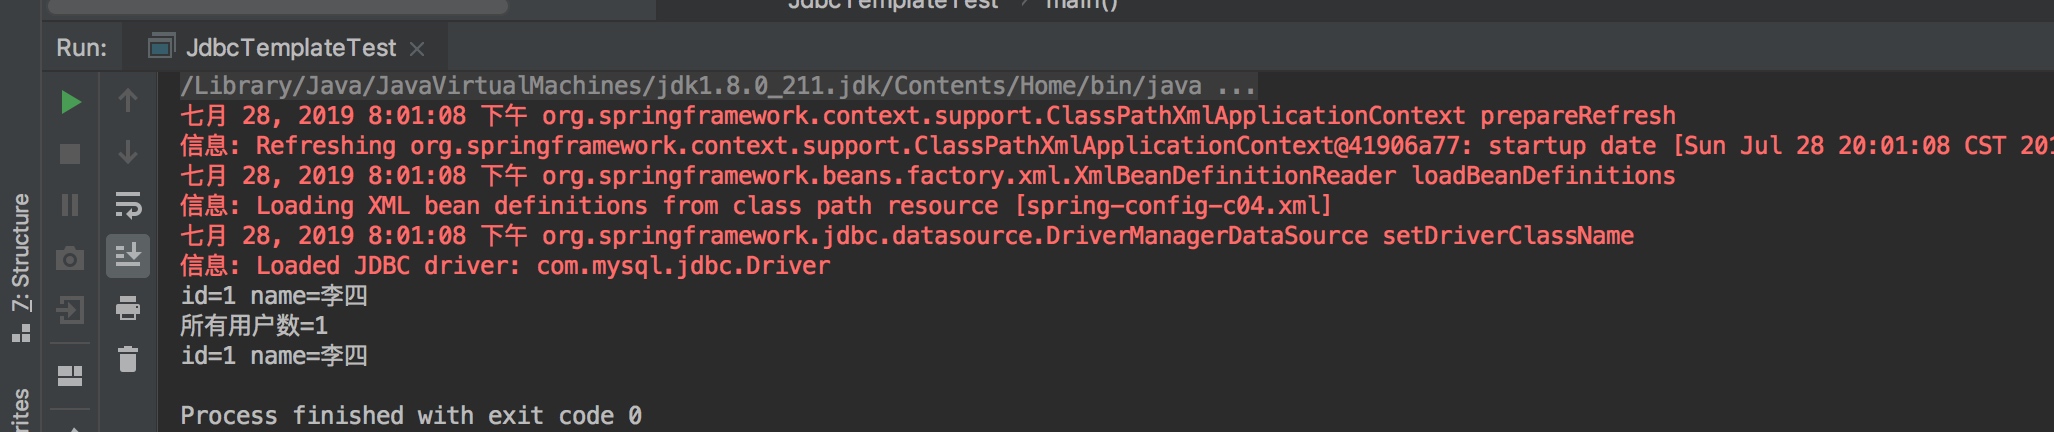 JdbcTemplateTest › main()
Run: JdbcTemplateTest
/Library/Java/JavaVirtualMachines/jdk1.8.0_211.jdk/Contents/Home/bin/java ...
七月 28, 2019 8:01:08 下午 org.springframework.context.support.ClassPathXmlApplicationContext prepareRefresh
信息: Refreshing org.springframework.context.support.ClassPathXmlApplicationContext@41906a77: startup date [Sun Jul 28 20:01:08 CST 201
七月 28, 2019 8:01:08 下午 org.springframework.beans.factory.xml.XmlBeanDefinitionReader loadBeanDefinitions
信息: Loading XML bean definitions from class path resource [spring-config-c04.xml]
七月 28, 2019 8:01:08 下午 org.springframework.jdbc.datasource.DriverManagerDataSource setDriverClassName
信息: Loaded JDBC driver: com.mysql.jdbc.Driver
id=1 name=李四
所有用户数=1
id=1 name=李四
Process finished with exit code 0
7: Structure
rites